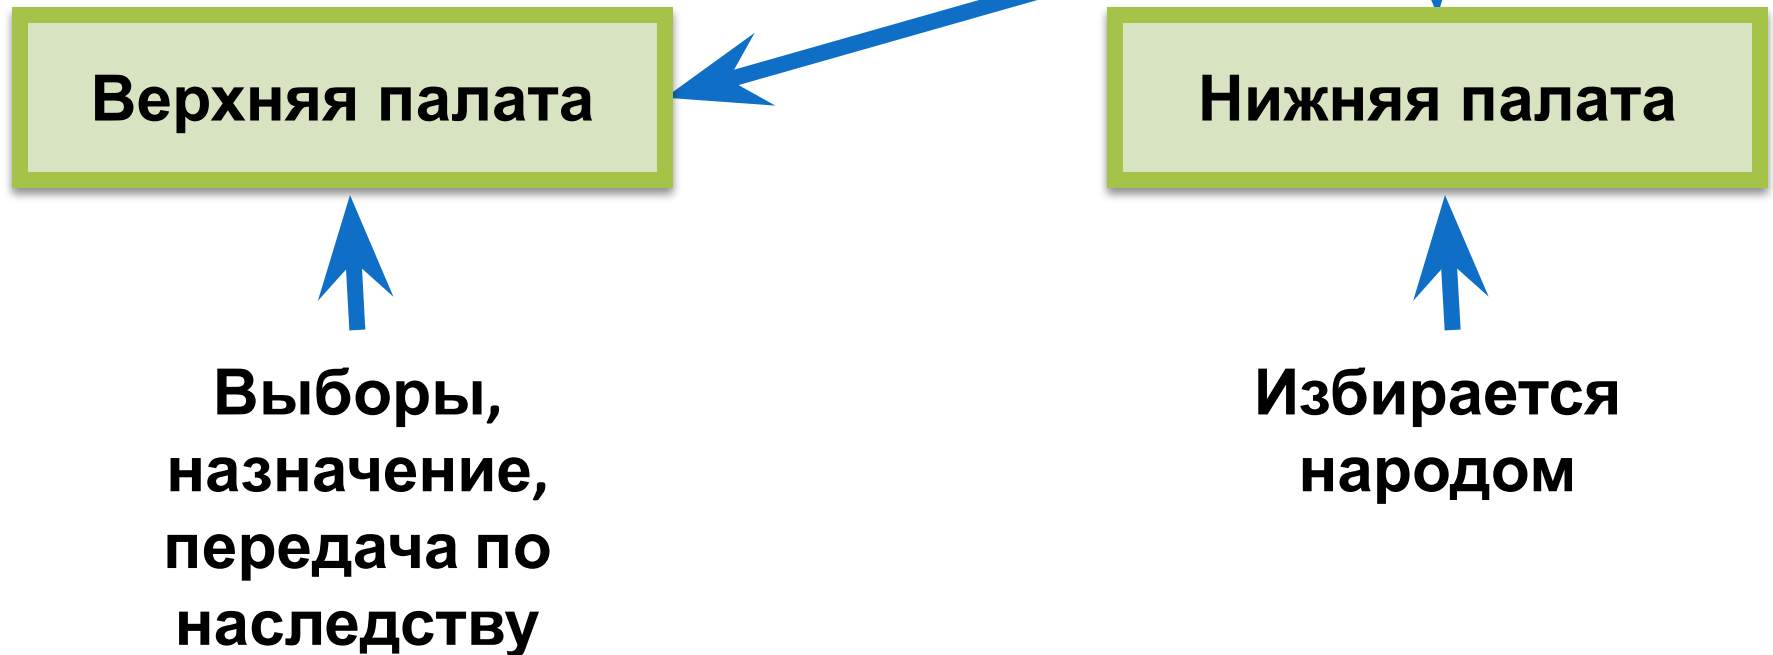 Верхняя палата
Нижняя палата
Выборы,
назначение,
передача по
наследству
Избирается
народом